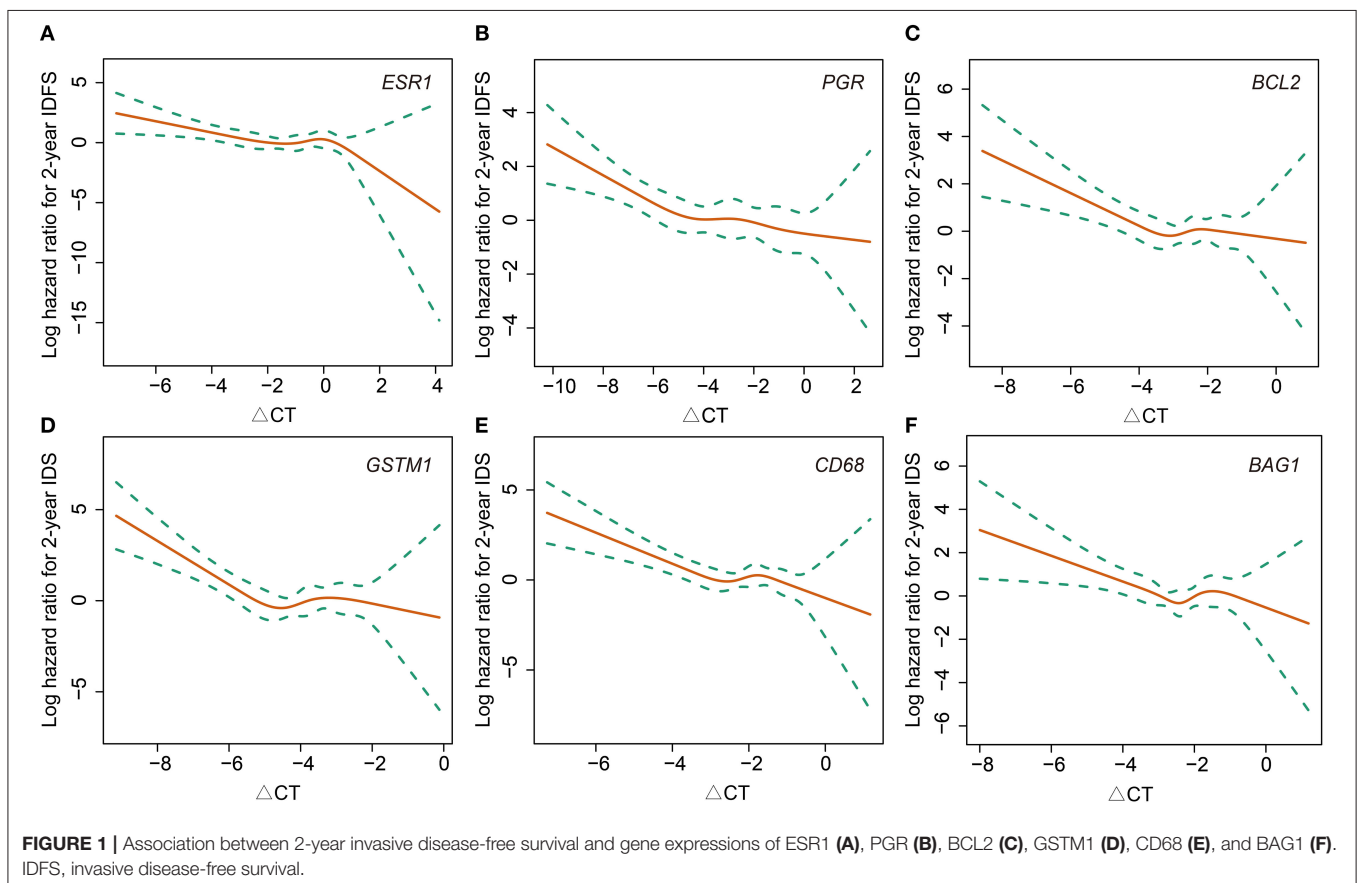 A
Log hazard ratio for 2-year IDFS
5
0
−5
−10
−15
ESR1
−6
−4
−2
0
2
4
△CT
B
Log hazard ratio for 2-year IDFS
4
2
0
−2
−4
PGR
−10
−8
−6
−4
−2
0
2
△CT
C
Log hazard ratio for 2-year IDFS
6
4
2
0
−2
−4
BCL2
−8
−6
−4
−2
0
△CT
D
Log hazard ratio for 2-year IDS
5
0
−5
GSTM1
−8
−6
−4
−2
0
△CT
E
Log hazard ratio for 2-year IDS
5
0
−5
CD68
−6
−4
−2
0
△CT
F
Log hazard ratio for 2-year IDS
6
4
2
0
−2
−4
−6
BAG1
−8
−6
−4
−2
0
△CT
FIGURE 1 | Association between 2-year invasive disease-free survival and gene expressions of ESR1 (A), PGR (B), BCL2 (C), GSTM1 (D), CD68 (E), and BAG1 (F).
IDFS, invasive disease-free survival.